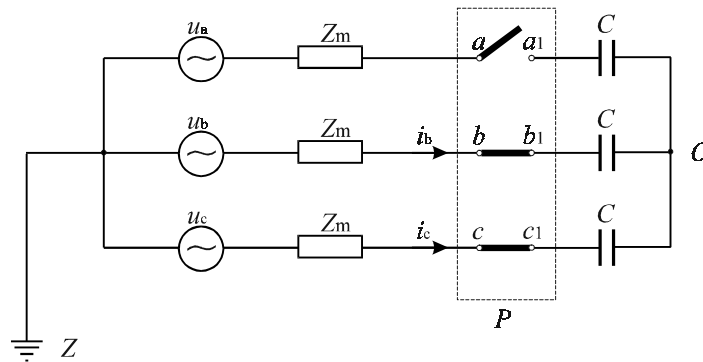 ua Zm a a1 C
ub Zm ib b b1 C O
uc Zm ic c c1 C
P
Z